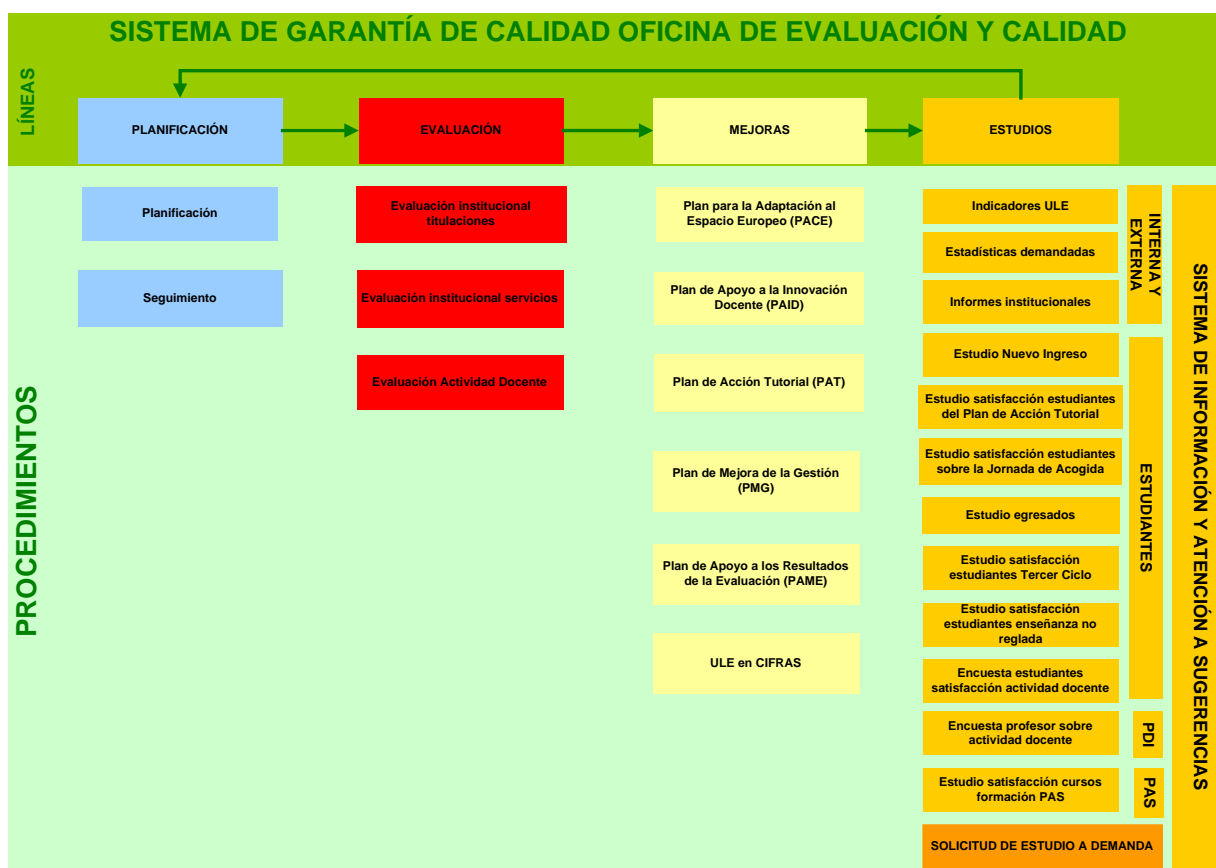 SISTEMA DE GARANTÍA DE CALIDAD OFICINA DE EVALUACIÓN Y CALIDAD
LÍNEAS
PLANIFICACIÓN
EVALUACIÓN
MEJORAS
ESTUDIOS
PROCEDIMIENTOS
Planificación
Seguimiento
Evaluación institucional
titulaciones
Evaluación institucional servicios
Evaluación Actividad Docente
Plan para la Adaptación al
Espacio Europeo (PACE)
Plan de Apoyo a la Innovación
Docente (PAID)
Plan de Acción Tutorial (PAT)
Plan de Mejora de la Gestión
(PMG)
Plan de Apoyo a los Resultados
de la Evaluación (PAME)
ULE en CIFRAS
Indicadores ULE
Estadísticas demandadas
Informes institucionales
Estudio Nuevo Ingreso
Estudio satisfacción estudiantes
del Plan de Acción Tutorial
Estudio satisfacción estudiantes
sobre la Jornada de Acogida
Estudio egresados
Estudio satisfacción
estudiantes Tercer Ciclo
Estudio satisfacción
estudiantes enseñanza no
reglada
Encuesta estudiantes
satisfacción actividad docente
Encuesta profesor sobre
actividad docente
Estudio satisfacción cursos
formación PAS
SOLICITUD DE ESTUDIO A DEMANDA
INTERNA Y
EXTERNA
ESTUDIANTES
PDI
PAS
SISTEMA DE INFORMACIÓN Y ATENCIÓN A SUGERENCIAS